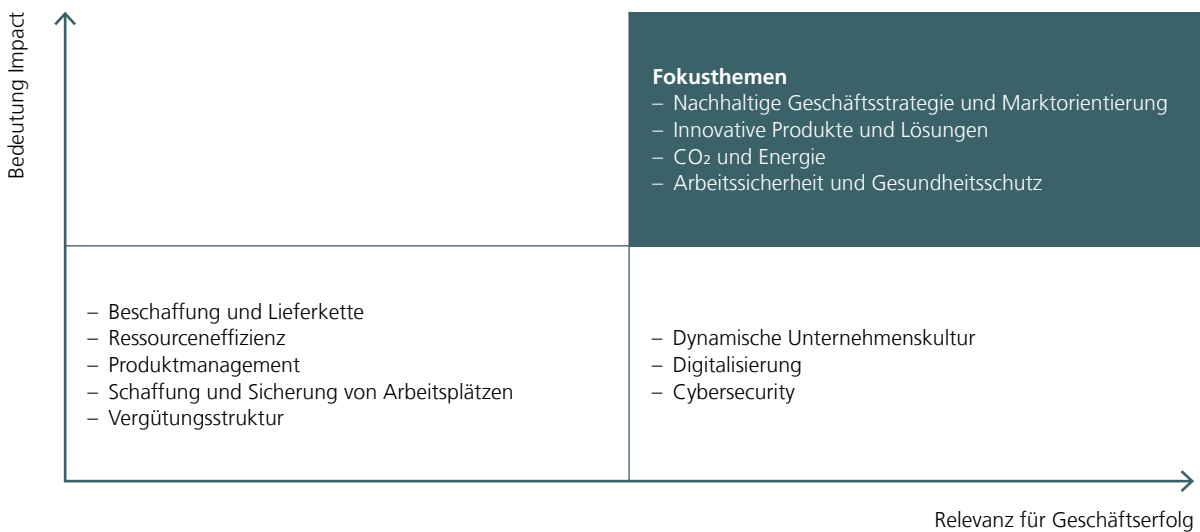 Bedeutung Impact
Fokusthemen
– Nachhaltige Geschäftsstrategie und Marktorientierung
– Innovative Produkte und Lösungen
– CO₂ und Energie
– Arbeitssicherheit und Gesundheitsschutz
– Beschaffung und Lieferkette
– Ressourceneffizienz
– Produktmanagement
– Schaffung und Sicherung von Arbeitsplätzen
– Vergütungsstruktur
– Dynamische Unternehmenskultur
– Digitalisierung
– Cybersecurity
Relevanz für Geschäftserfolg